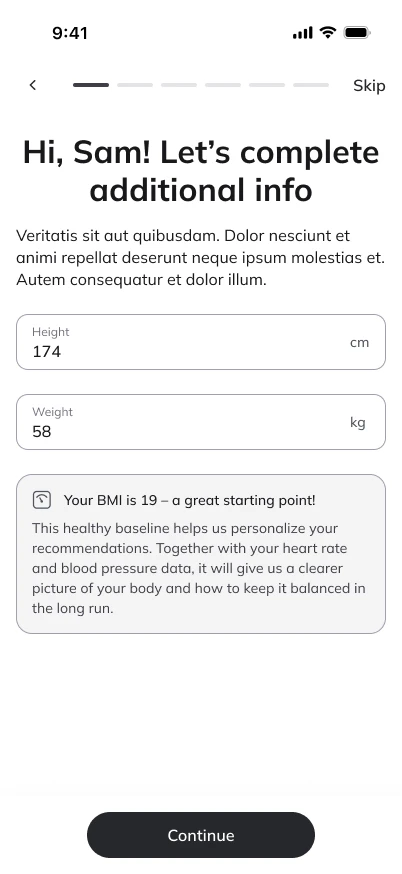 9:41
Skip
Hi, Sam! Let’s complete
additional info
Veritatis sit aut quibusdam. Dolor nesciunt et
animi repellat deserunt neque ipsum molestias et.
Autem consequatur et dolor illum.
Height
174
cm
Weight
58
kg
Your BMI is 19 – a great starting point!
This healthy baseline helps us personalize your
recommendations. Together with your heart rate
and blood pressure data, it will give us a clearer
picture of your body and how to keep it balanced in
the long run.
Continue